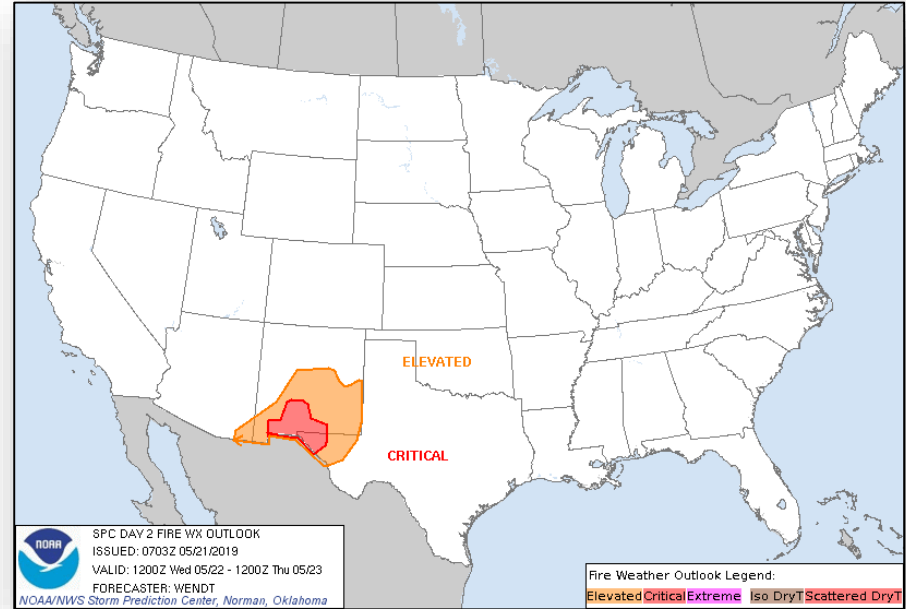 ELEVATED
CRITICAL
NOAA
SPC DAY 2 FIRE WX OUTLOOK
ISSUED: 0703Z 05/21/2019
VALID: 1200Z Wed 05/22 - 1200Z Thu 05/23
FORECASTER: WENDT
NOAA/NWS Storm Prediction Center, Norman, Oklahoma
Fire Weather Outlook Legend:
Elevated Critical Extreme Iso DryT Scattered DryT